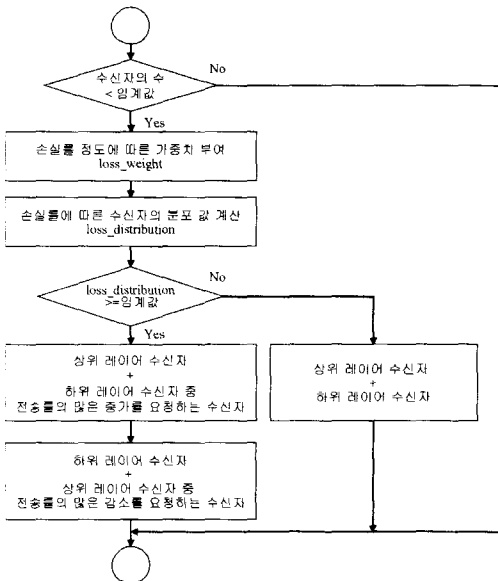 수신자의 수
< 임계값
No
Yes
손실률 정도에 따른 가중치 부여
loss_weight
손실률에 따른 수신자의 분포 값 계산
loss_distribution
No
loss_distribution
>=임계값
Yes
상위 레이어 수신자
+
하위 레이어 수신자 중
전송률의 많은 증가를 요청하는 수신자
상위 레이어 수신자
+
하위 레이어 수신자
하위 레이어 수신자
+
상위 레이어 수신자 중
전송률의 많은 감소를 요청하는 수신자